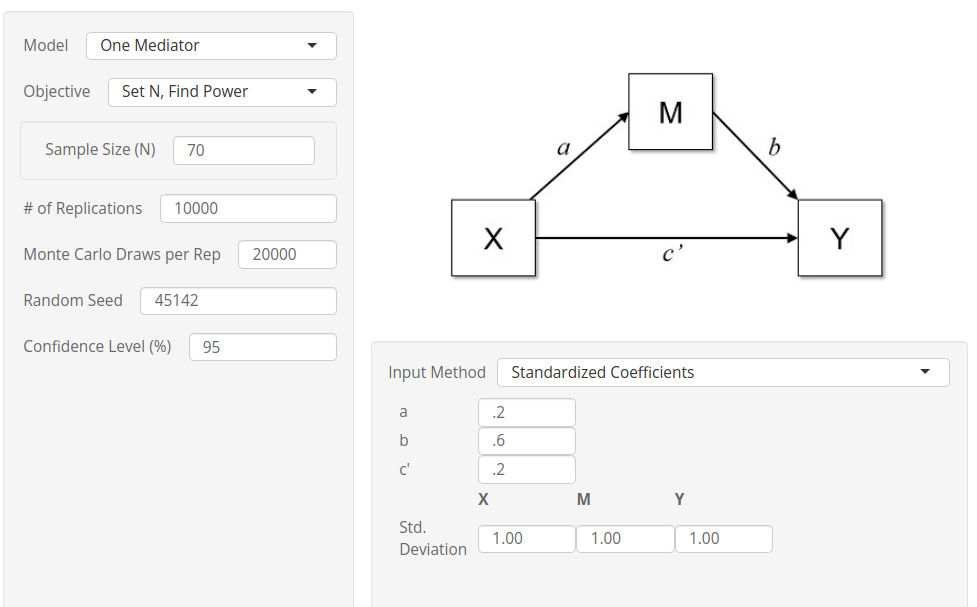 Model One Mediator
Objective Set N, Find Power
Sample Size (N) 70
# of Replications 10000
Monte Carlo Draws per Rep 20000
Random Seed 45142
Confidence Level (%) 95
M
a
b
X
Y
c’
Input Method Standardized Coefficients
a .2
b .6
c' .2
X M Y
Std.
Deviation 1.00 1.00 1.00